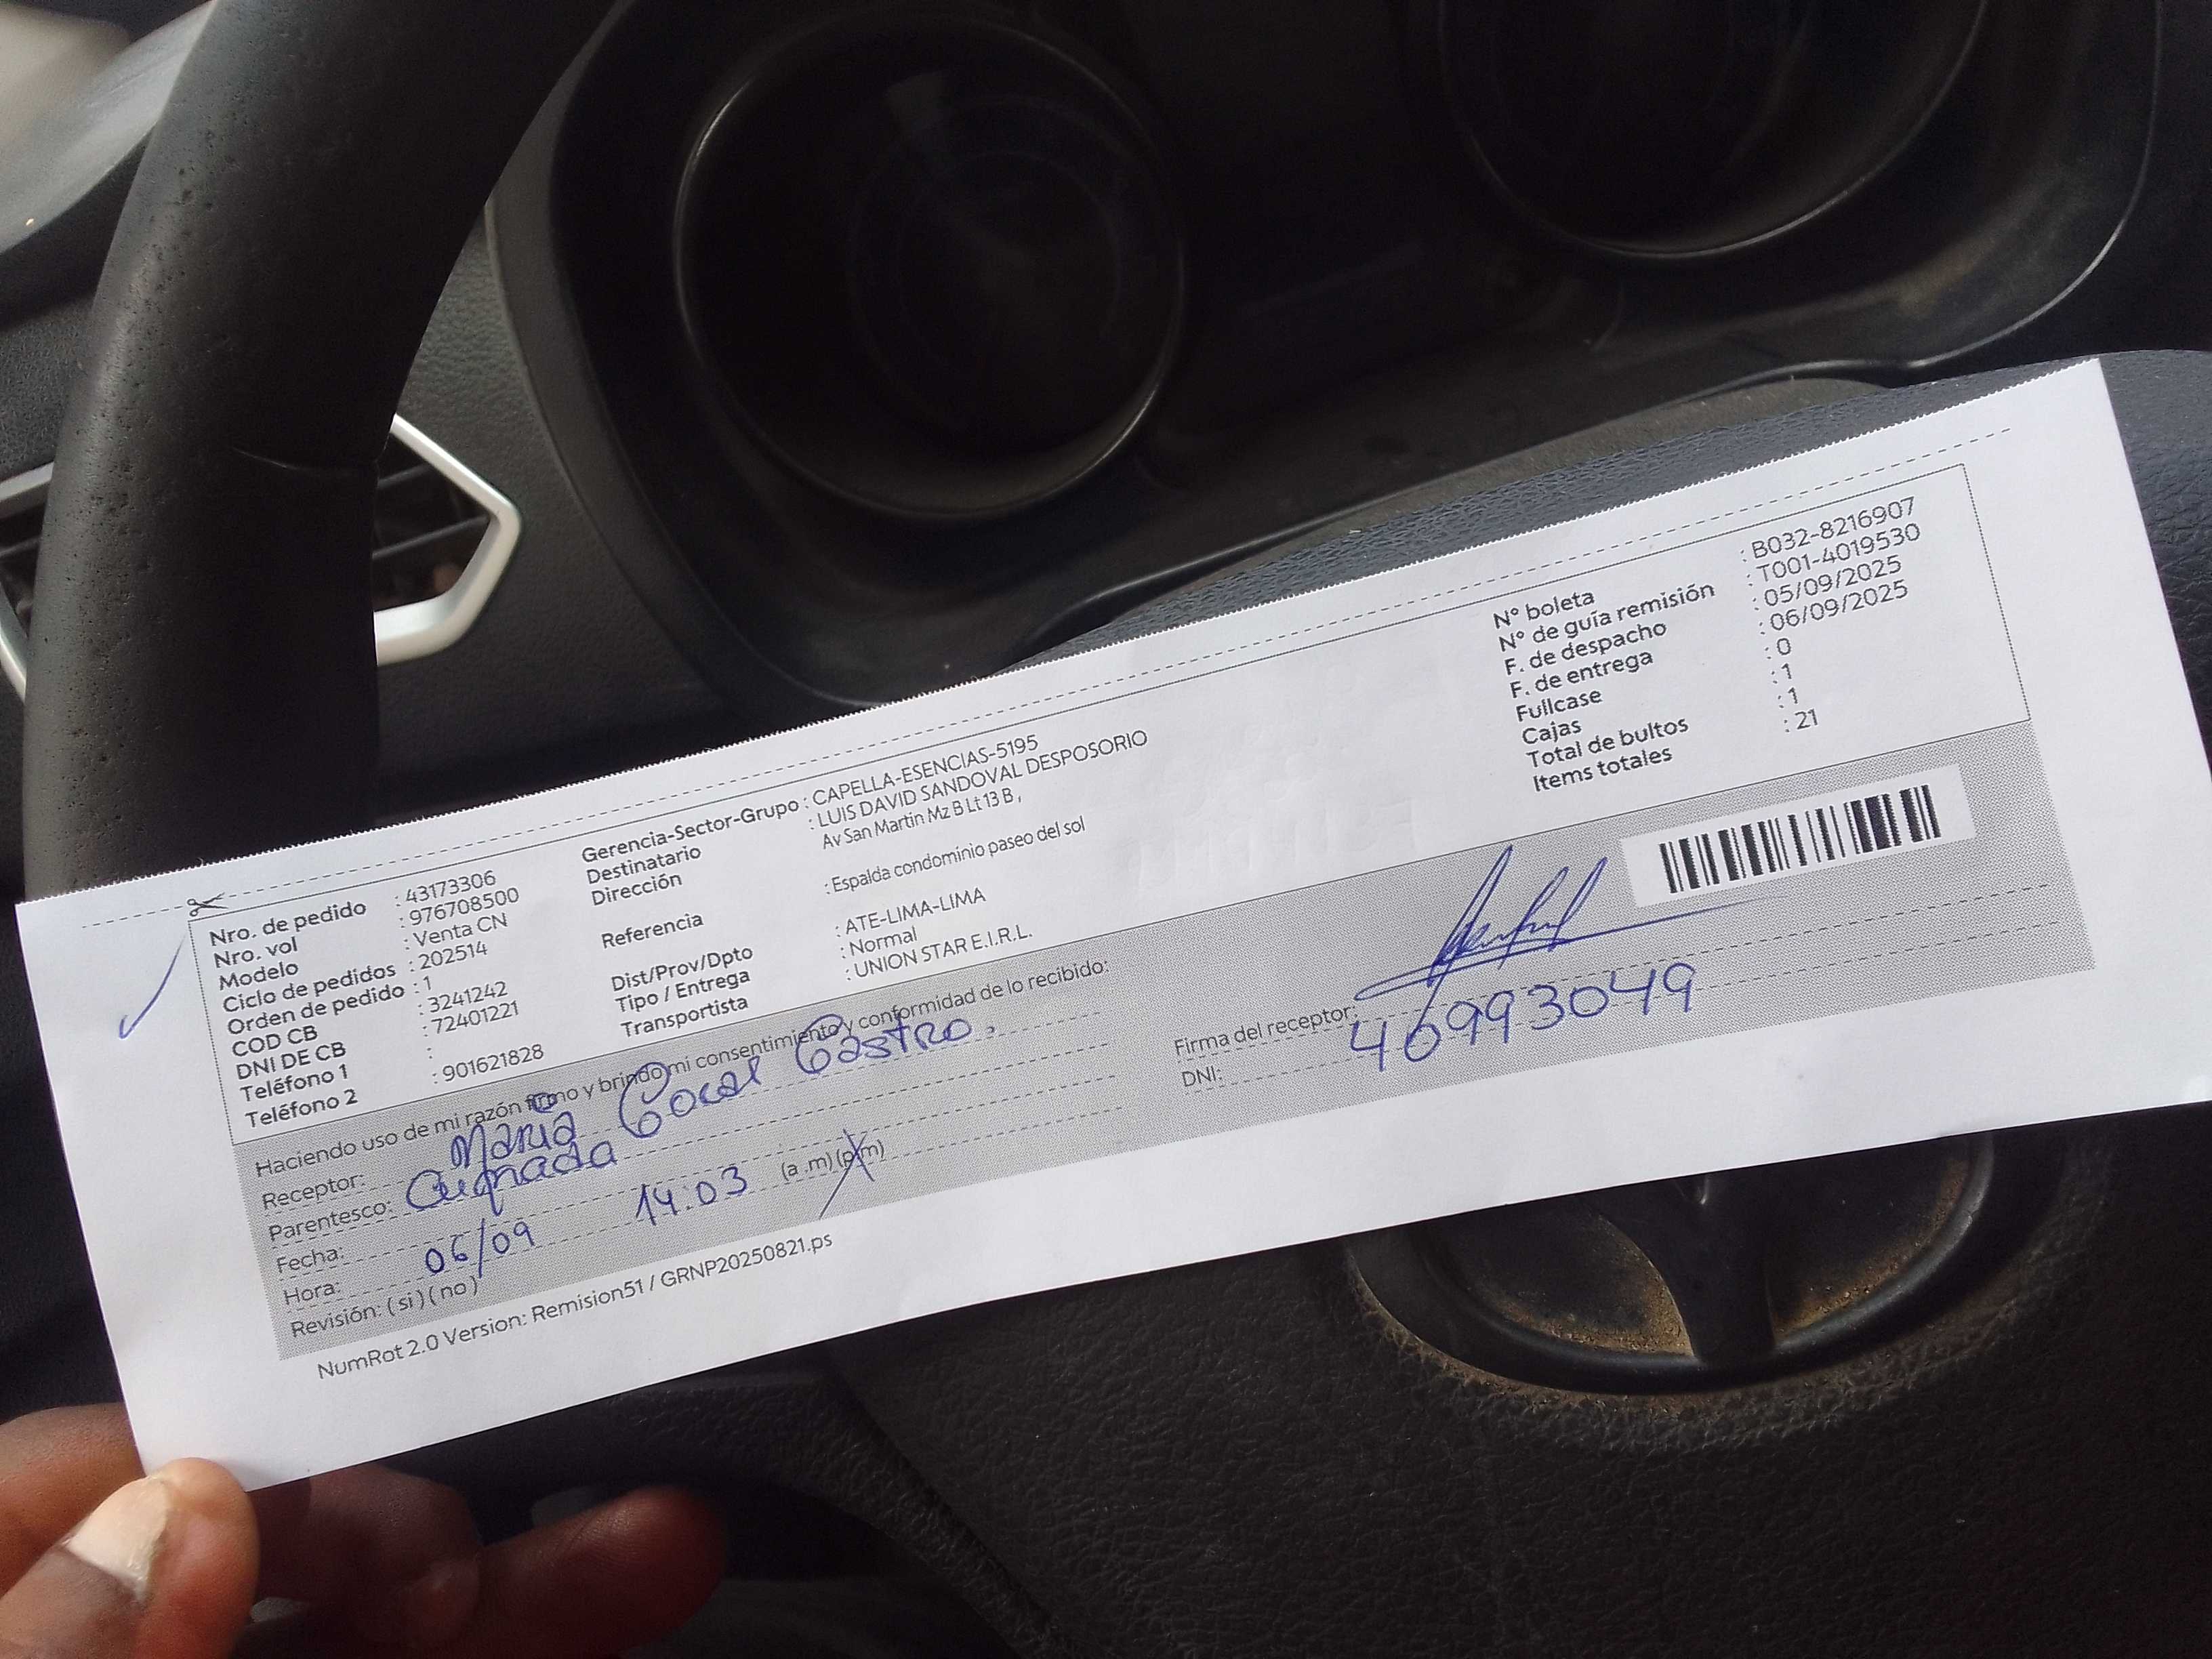 Nro. de pedido : 43173306
Nro. vol : 976708500
Modelo : Venta CN
Ciclo de pedidos : 202514
Orden de pedido : 1
COD CB : 3241242
DNI DE CB : 72401221
Teléfono 1 :
Teléfono 2 : 901621828
Gerencia-Sector-Grupo : CAPELLA-ESENCIAS-5195
Destinatario : LUIS DAVID SANDOVAL DESPOSORIO
Dirección Av San Martin Mz B Lt 13 B ,
Referencia : Espalda condominio paseo del sol
Dist/Prov/Dpto : ATE-LIMA-LIMA
Tipo / Entrega : Normal
Transportista : UNION STAR E.I.R.L.
N° boleta : B032-8216907
N° de guía remisión : T001-4019530
F. de despacho : 05/09/2025
F. de entrega : 06/09/2025
Fullcase : 0
Cajas : 1
Total de bultos : 1
Items totales : 21
Haciendo uso de mi razón firmo y brindo mi consentimiento y conformidad de lo recibido:
Receptor: María Castro.
Parentesco: Cuñada
Fecha: 06/09
Hora: 14:03 (a .m) (p.m)
Revisión: ( si ) ( no )
Firma del receptor:
DNI: 40993049
NumRot 2.0 Version: Remision51 / GRNP20250821.ps